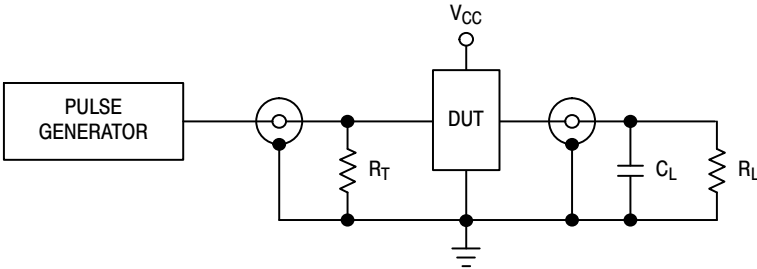 V_CC
PULSE
GENERATOR
DUT
R_T
C_L
R_L